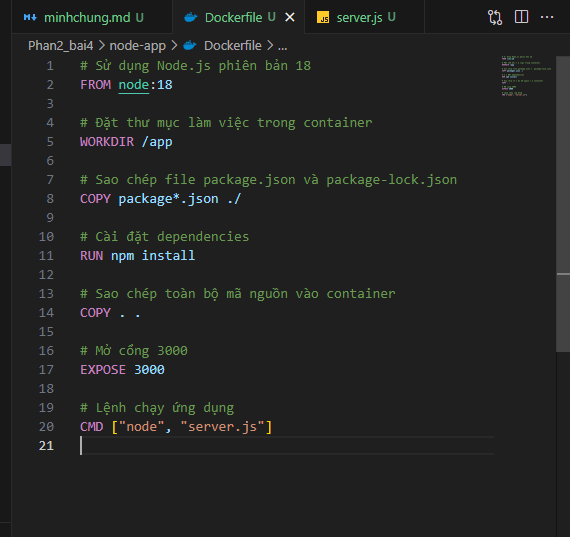 minhchung.md U Dockerfile U server.js U
Phan2_bai4 > node-app > Dockerfile > ...
1 # Sử dụng Node.js phiên bản 18
2 FROM node:18
3
4 # Đặt thư mục làm việc trong container
5 WORKDIR /app
6
7 # Sao chép file package.json và package-lock.json
8 COPY package*.json ./
9
10 # Cài đặt dependencies
11 RUN npm install
12
13 # Sao chép toàn bộ mã nguồn vào container
14 COPY . .
15
16 # Mở cổng 3000
17 EXPOSE 3000
18
19 # Lệnh chạy ứng dụng
20 CMD ["node", "server.js"]
21